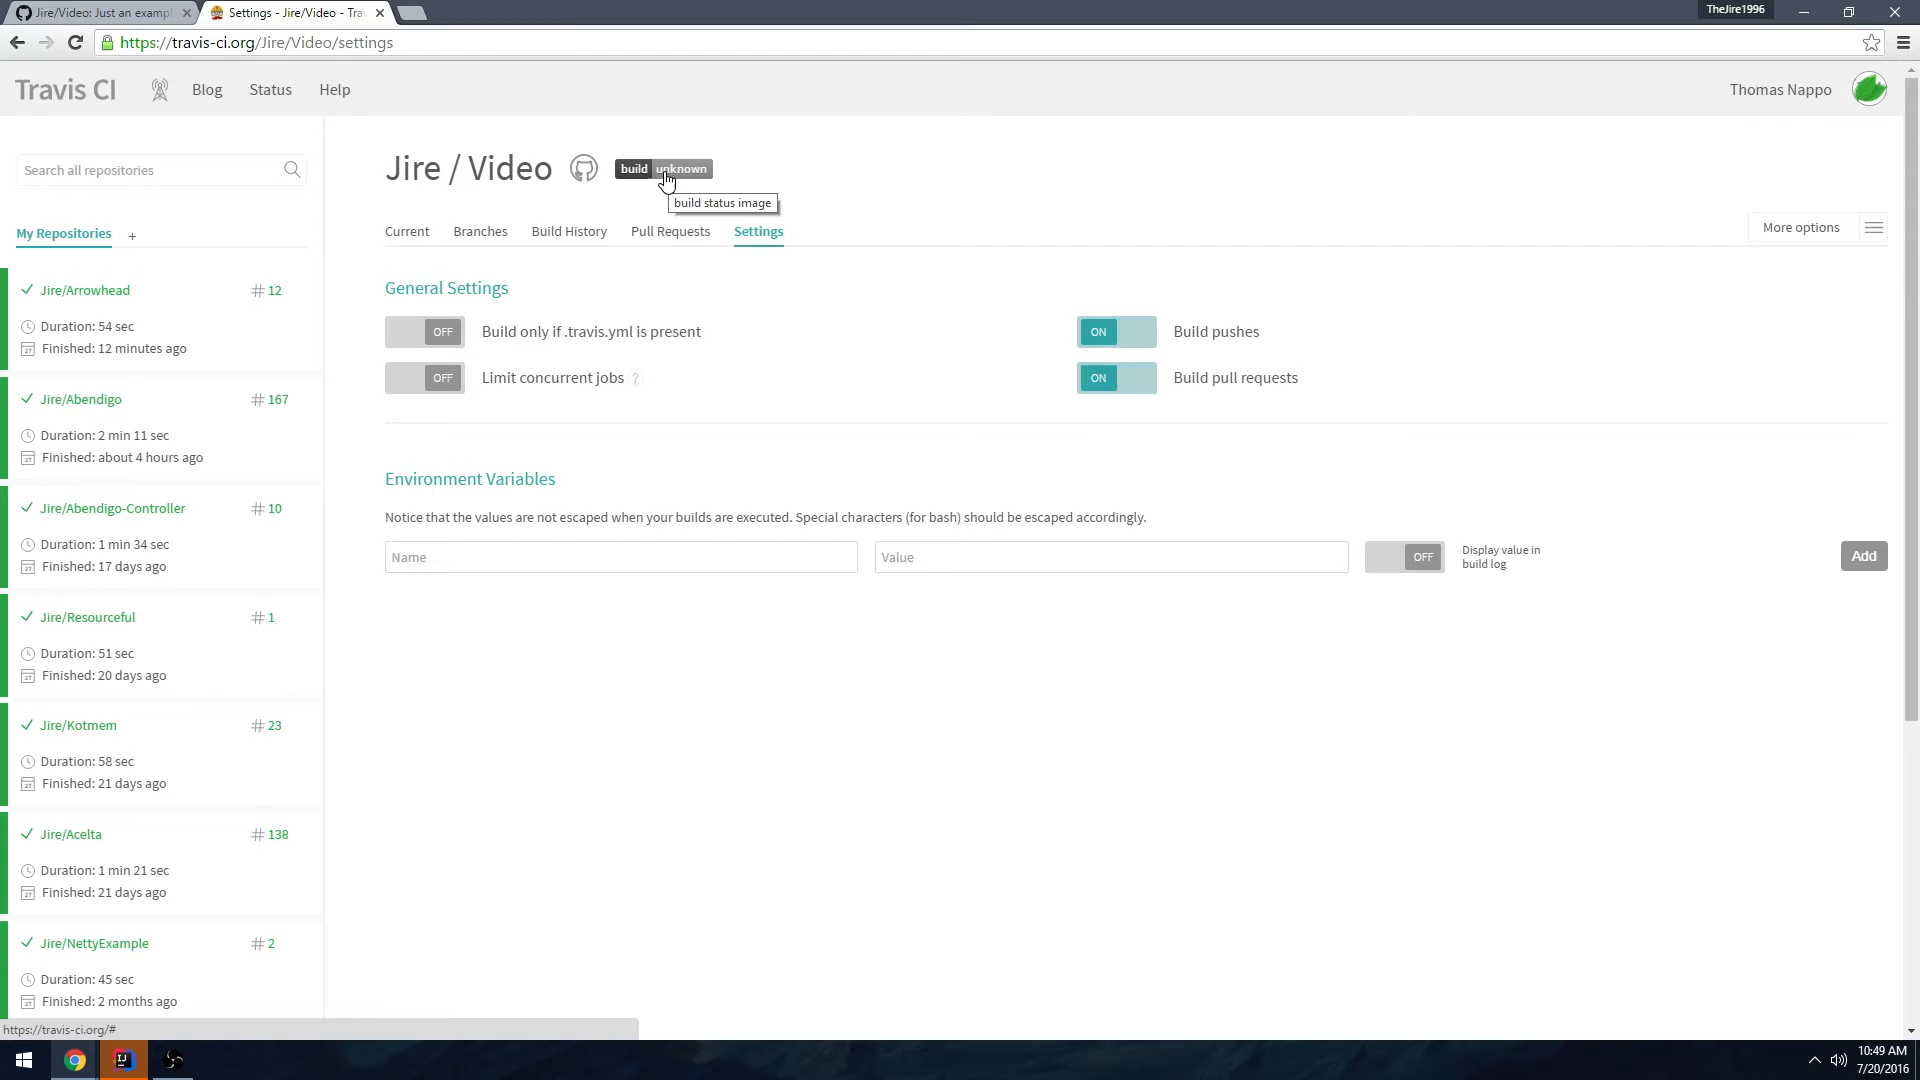 Jire/Video: Just an exampl
Settings - Jire/Video - Tra
TheJire1996
https://travis-ci.org/Jire/Video/settings
Travis CI
Blog
Status
Help
Thomas Nappo
Search all repositories
My Repositories
+
Jire/Arrowhead
# 12
Duration: 54 sec
Finished: 12 minutes ago
Jire/Abendigo
# 167
Duration: 2 min 11 sec
Finished: about 4 hours ago
Jire/Abendigo-Controller
# 10
Duration: 1 min 34 sec
Finished: 17 days ago
Jire/Resourceful
# 1
Duration: 51 sec
Finished: 20 days ago
Jire/Kotmem
# 23
Duration: 58 sec
Finished: 21 days ago
Jire/Acelta
# 138
Duration: 1 min 21 sec
Finished: 21 days ago
Jire/NettyExample
# 2
Duration: 45 sec
Finished: 2 months ago
Jire / Video
build unknown
build status image
Current
Branches
Build History
Pull Requests
Settings
More options
General Settings
OFF
Build only if .travis.yml is present
ON
Build pushes
OFF
Limit concurrent jobs ?
ON
Build pull requests
Environment Variables
Notice that the values are not escaped when your builds are executed. Special characters (for bash) should be escaped accordingly.
Name
Value
OFF
Display value in
build log
Add
https://travis-ci.org/#
IJ
10:49 AM
7/20/2016